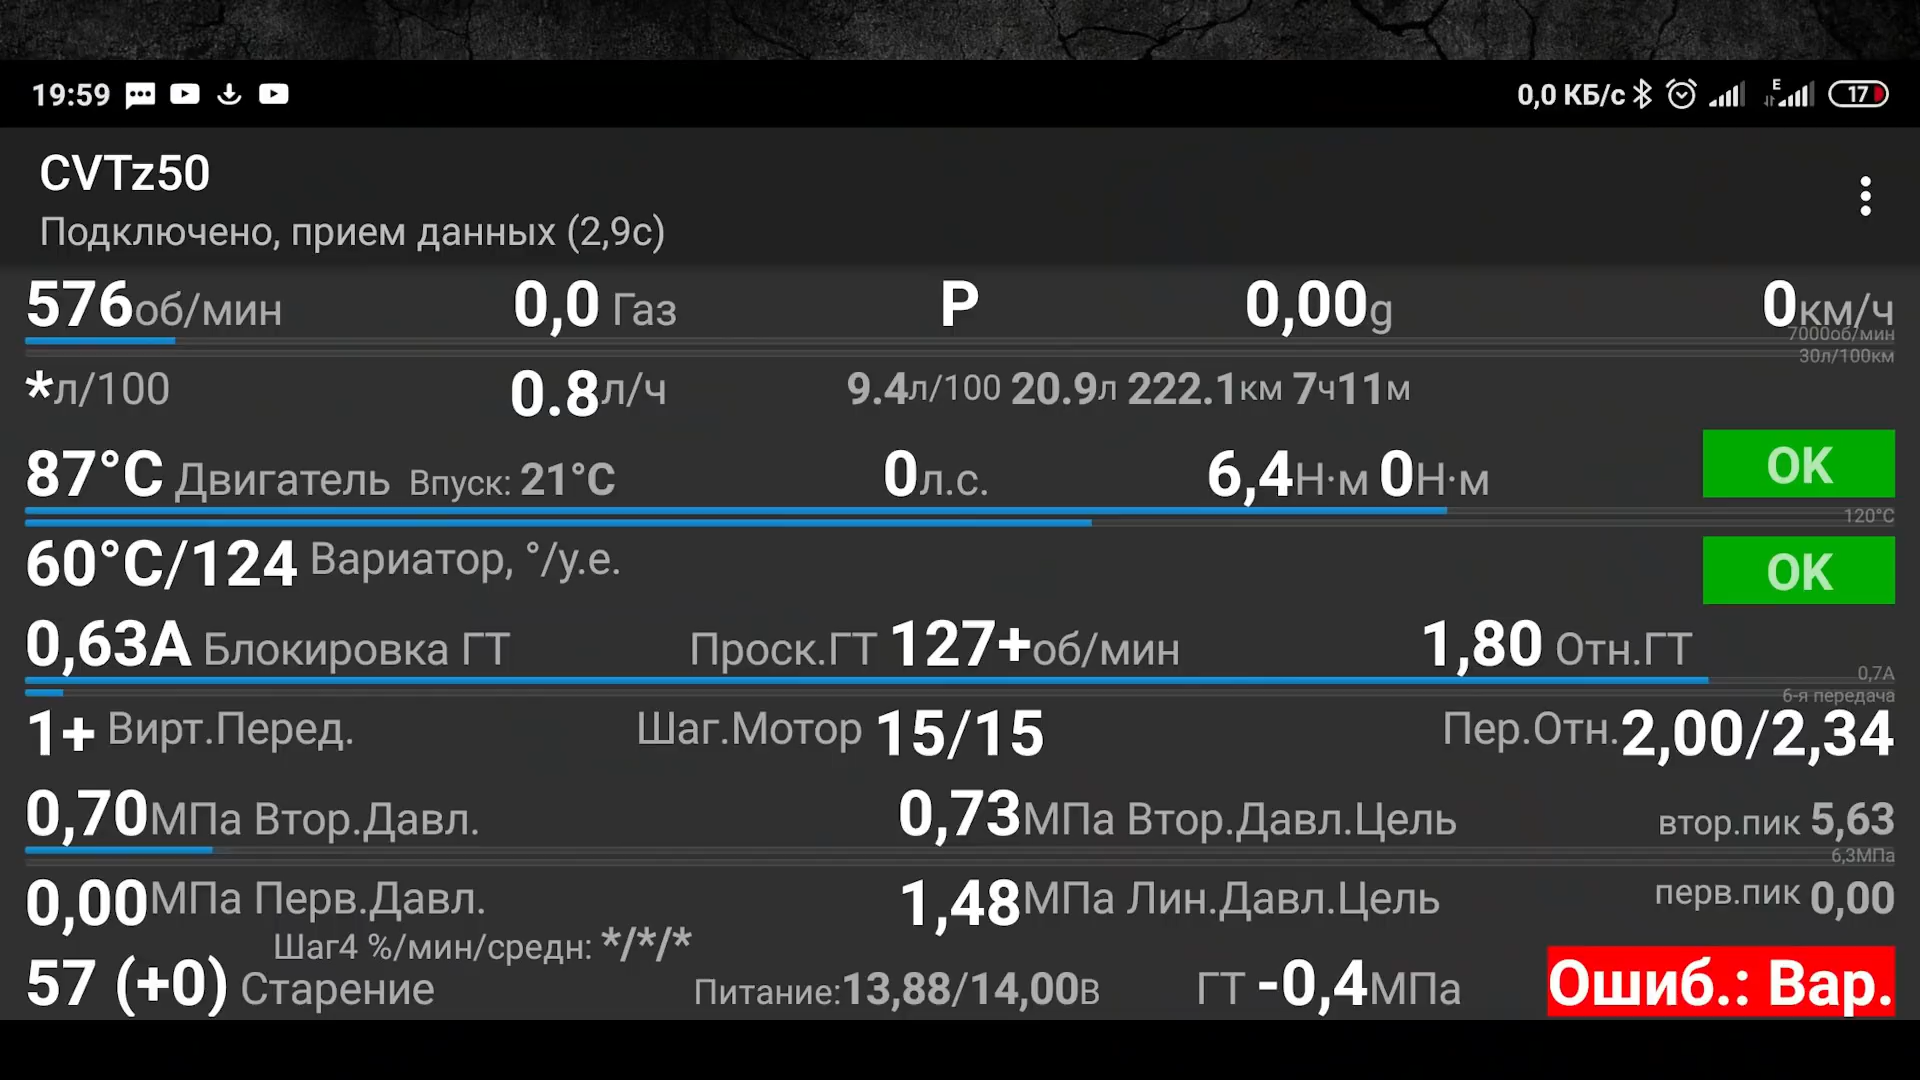 19:59 0,0 КБ/с E 17
CVTz50
Подключено, прием данных (2,9с)
576об/мин 0,0 Газ P 0,00g 0км/ч
7000об/мин
30л/100км
*л/100 0.8л/ч 9.4л/100 20.9л 222.1км 7ч11м
87°C Двигатель Впуск: 21°C 0л.с. 6,4Н·м 0Н·м OK
120°C
60°C/124 Вариатор, °/у.е. OK
0,63А Блокировка ГТ Проск.ГТ 127+об/мин 1,80 Отн.ГТ
0,7А
6-я передача
1+ Вирт.Перед. Шаг.Мотор 15/15 Пер.Отн.2,00/2,34
0,70МПа Втор.Давл. 0,73МПа Втор.Давл.Цель втор.пик 5,63
6,3МПа
0,00МПа Перв.Давл. 1,48МПа Лин.Давл.Цель перв.пик 0,00
Шаг4 %/мин/средн: */*/*
57 (+0) Старение Питание:13,88/14,00В ГТ -0,4МПа Ошиб.: Вар.